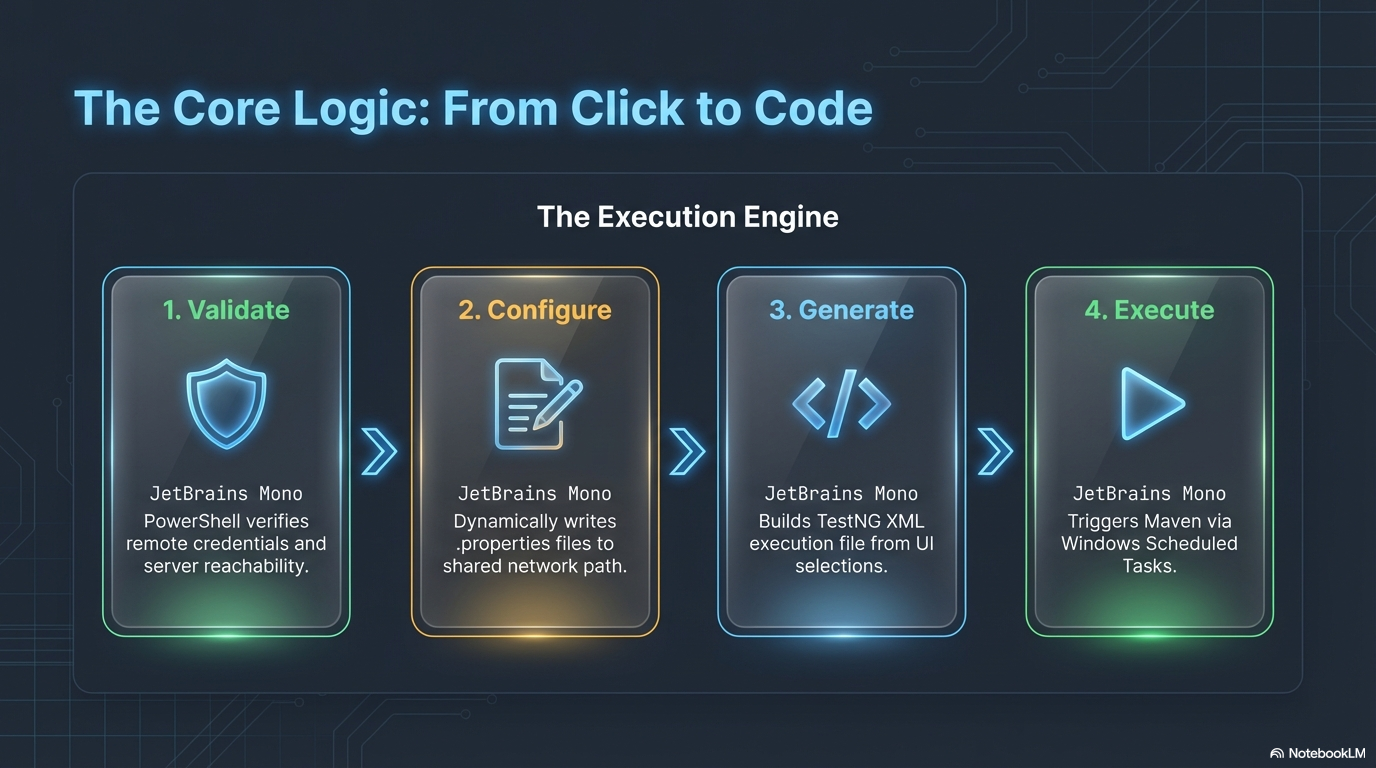 The Core Logic: From Click to Code
The Execution Engine
1. Validate
JetBrains Mono
PowerShell verifies
remote credentials and
server reachability.
2. Configure
JetBrains Mono
Dynamically writes
.properties files to
shared network path.
3. Generate
JetBrains Mono
Builds TestNG XML
execution file from UI
selections.
4. Execute
JetBrains Mono
Triggers Maven via
Windows Scheduled
Tasks.
NotebookLM